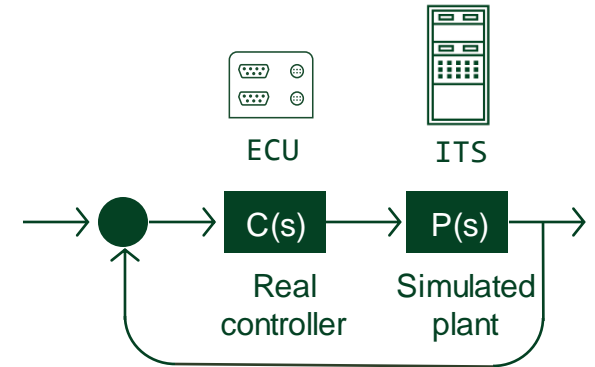 ECU
ITS
C(s)
P(s)
Real
controller
Simulated
plant